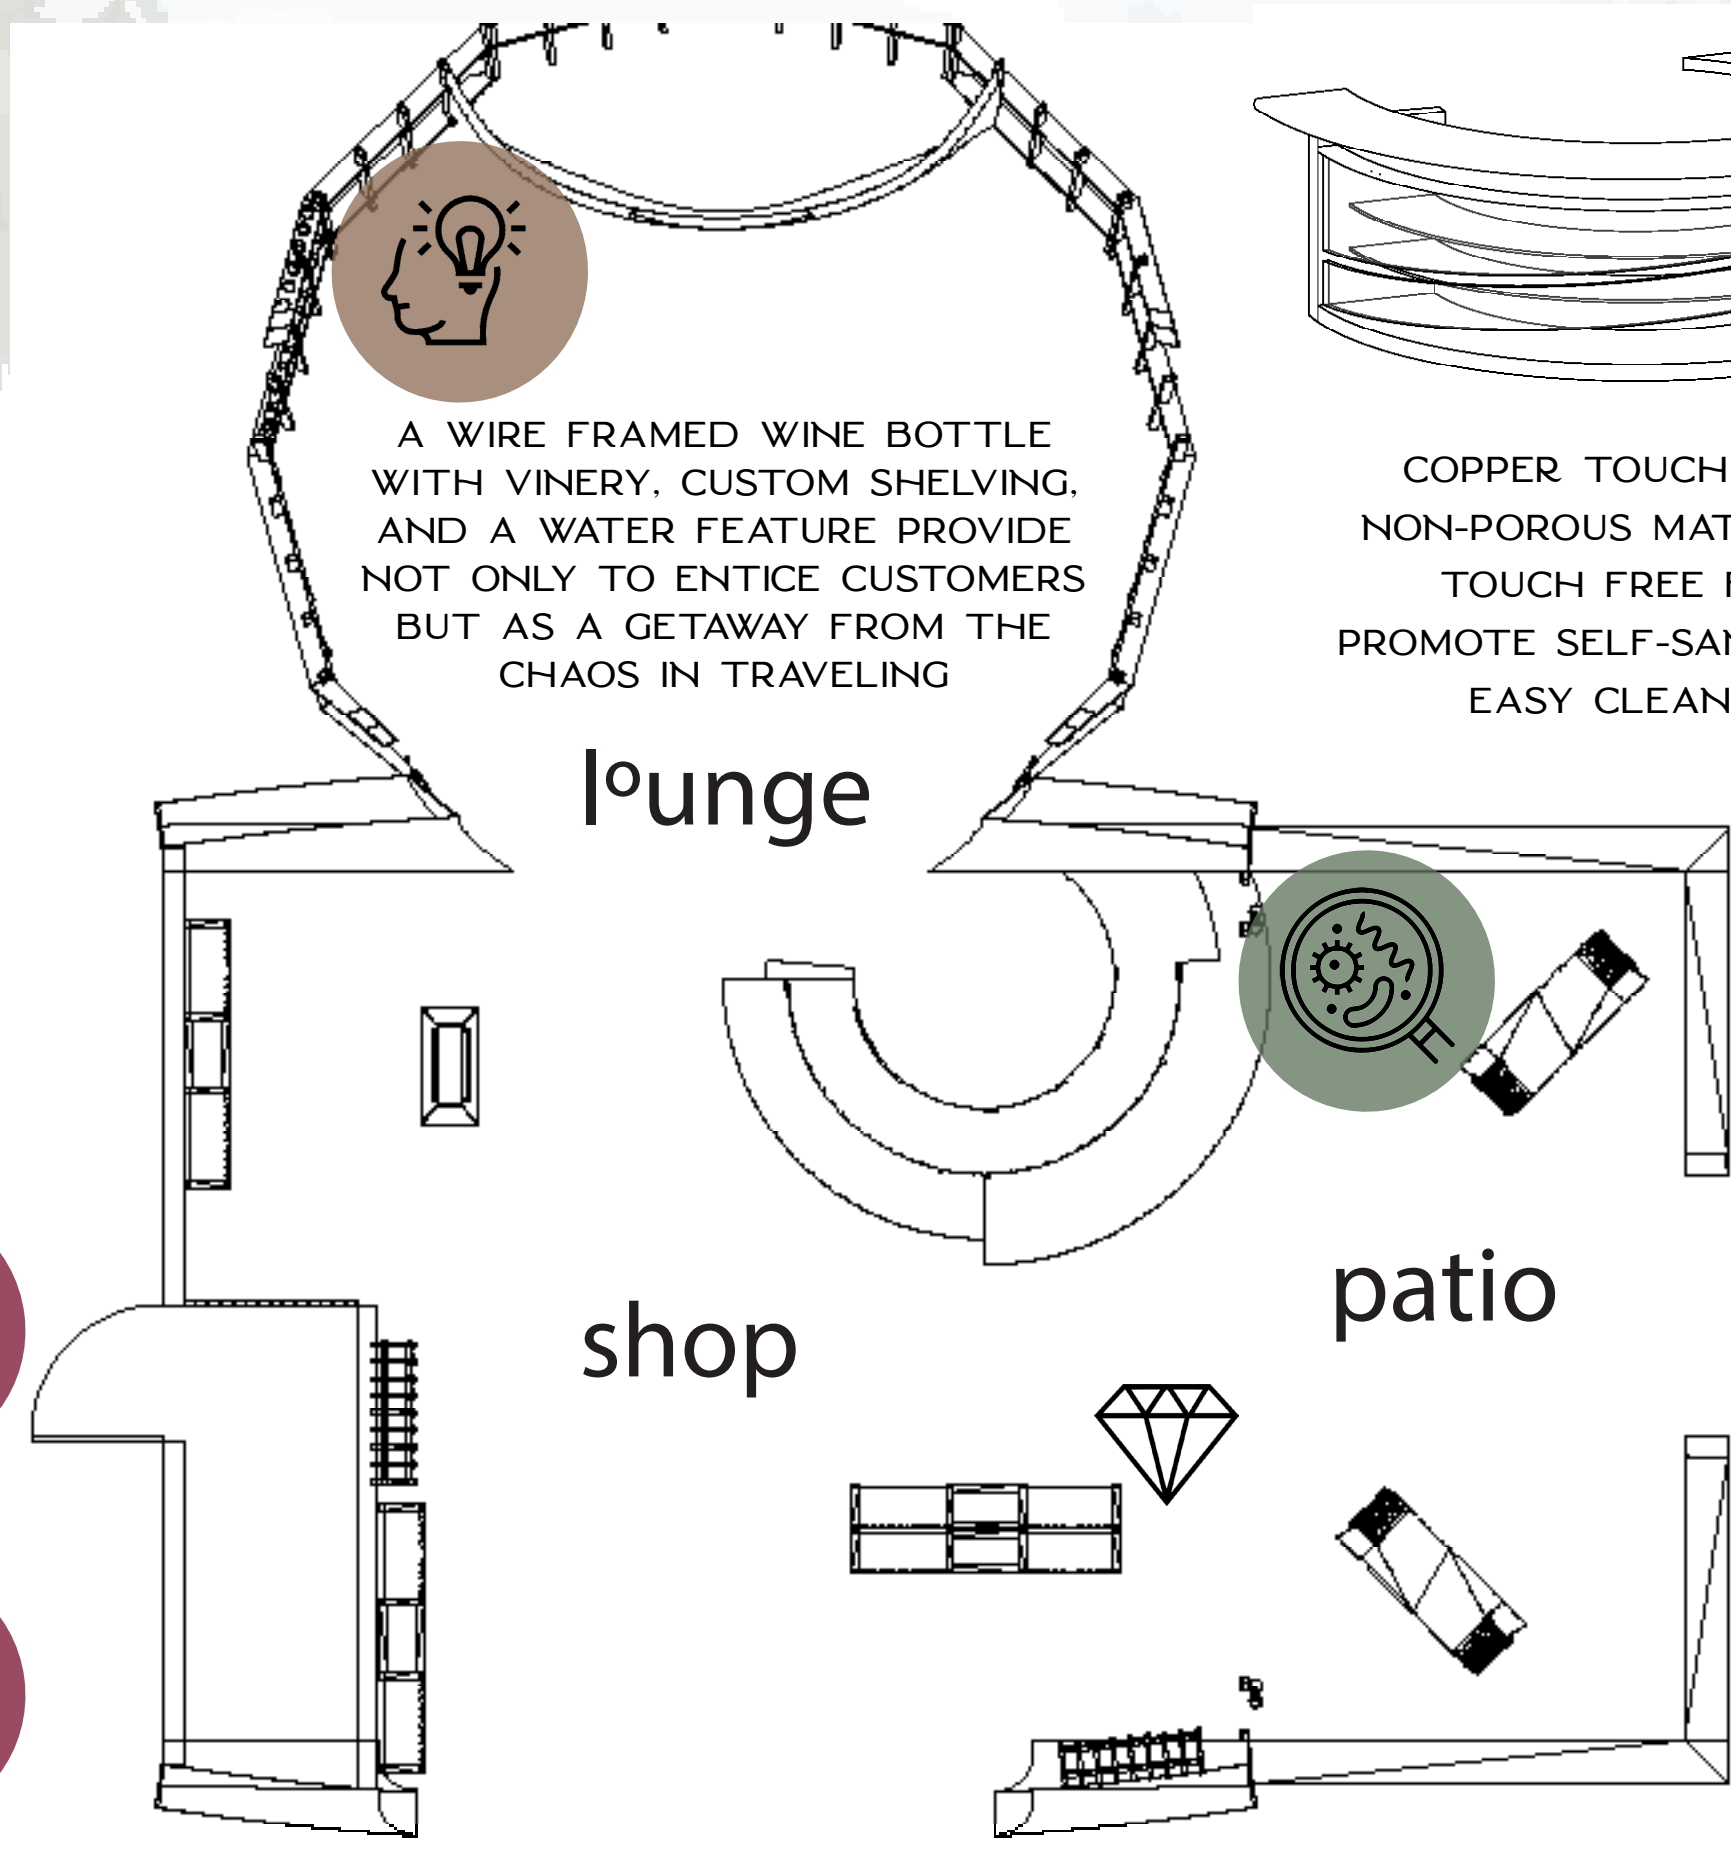 A WIRE FRAMED WINE BOTTLE
WITH VINERY, CUSTOM SHELVING,
AND A WATER FEATURE PROVIDE
NOT ONLY TO ENTICE CUSTOMERS
BUT AS A GETAWAY FROM THE
CHAOS IN TRAVELING
COPPER TOUCH
NON-POROUS
TOUCH FREE
PROMOTE
EASY
lounge
patio
shop